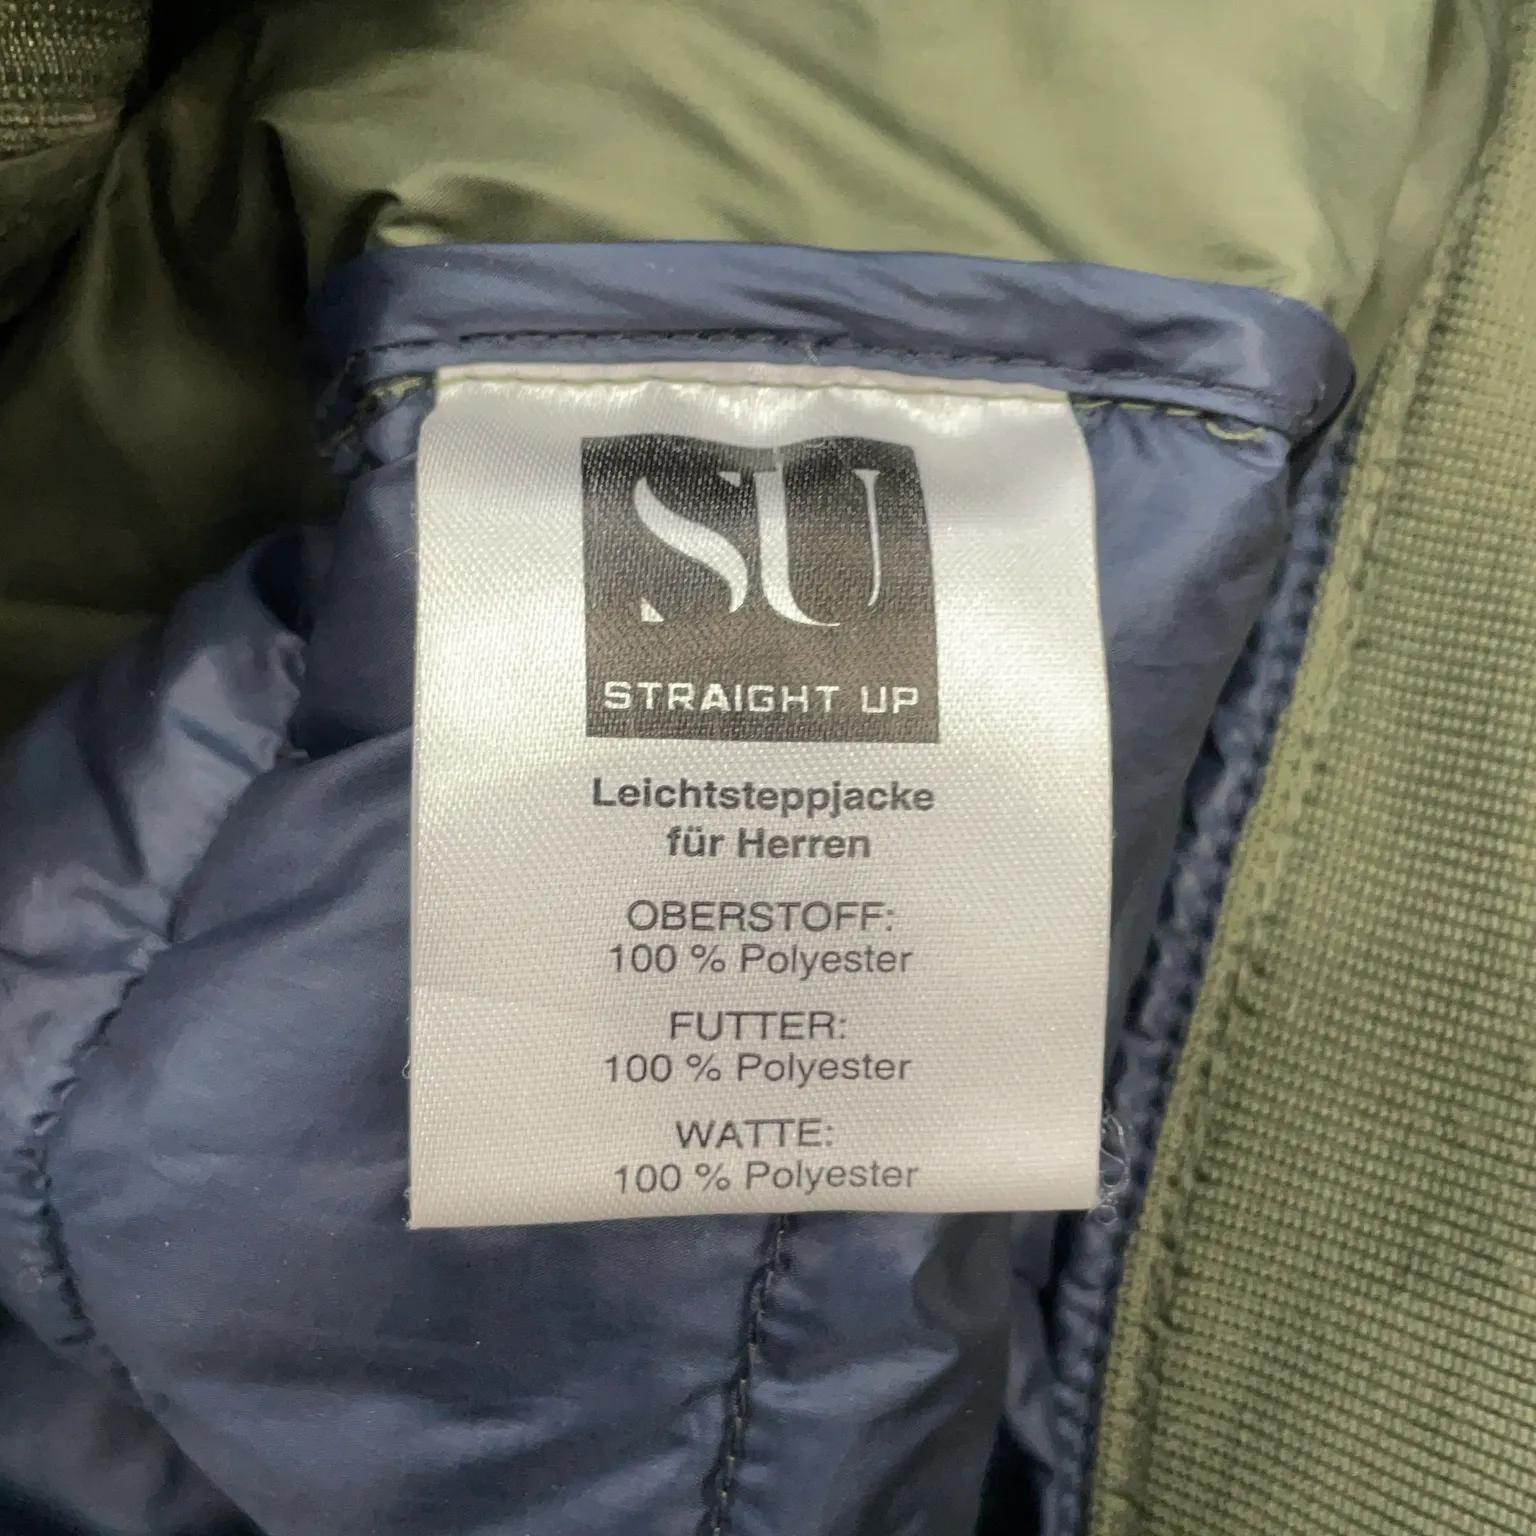 SU
STRAIGHT UP
Leichtsteppjacke
für Herren
OBERSTOFF:
100 % Polyester
FUTTER:
100 % Polyester
WATTE:
100 % Polyester